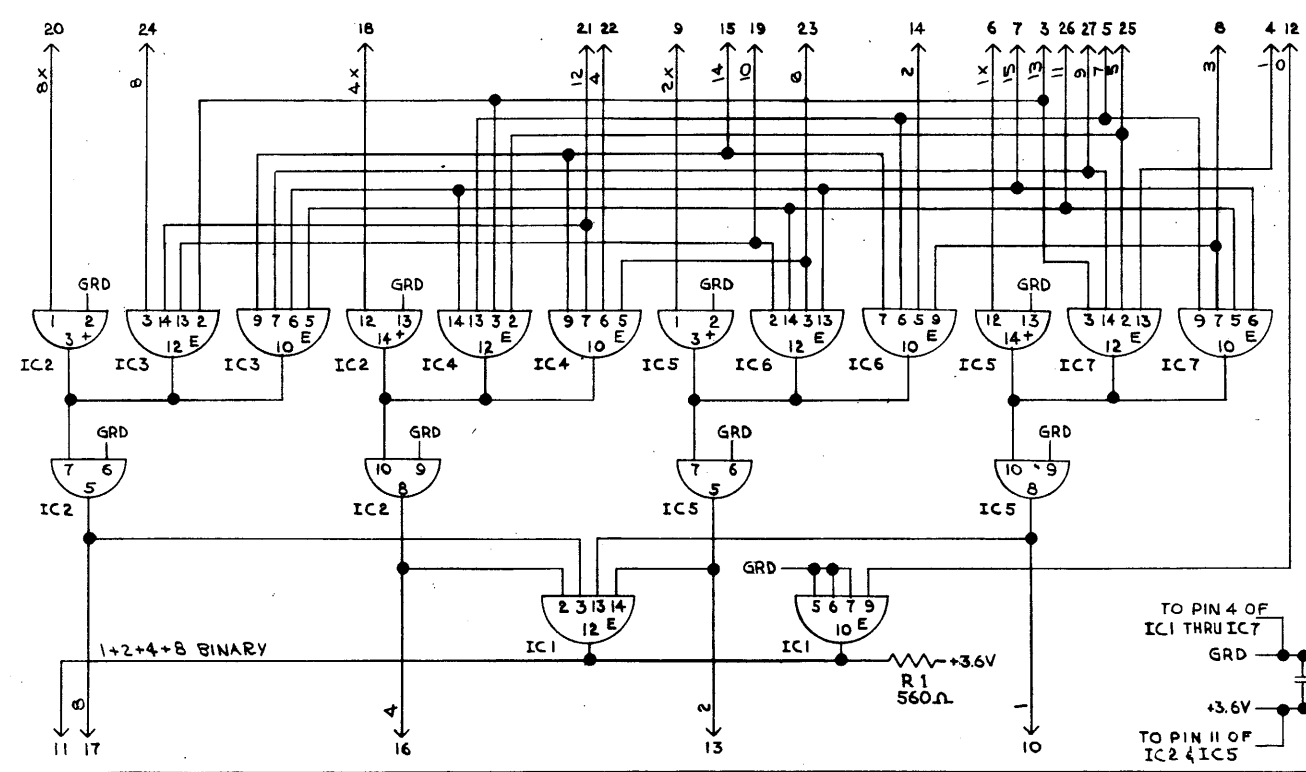 20 24 18 21 22 9 15 19 23 14 6 7 3 26 27 5 25 8 4 12
8X 8 4X 12 4 2X 14 10 6 2 1X 15 13 11 9 7 5 3 1 0
GRD GRD GRD GRD
1 2 3 14 13 2 9 7 6 5 12 13 14 13 3 2 9 7 6 5 1 2 2 14 3 13 7 6 5 9 12 13 3 14 2 13 9 7 5 6
3 + 12 E 10 E 14 + 12 E 10 E 3 + 12 E 10 E 14 + 12 E 10 E
IC2 IC3 IC3 IC2 IC4 IC4 IC5 IC6 IC6 IC5 IC7 IC7
GRD GRD GRD GRD
7 6 10 9 7 6 10 9
5 8 5 8
IC2 IC2 IC5 IC5
GRD
2 3 13 14 5 6 7 9
12 E 10 E
IC1 IC1
TO PIN 4 OF
IC1 THRU IC7
1+2+4+8 BINARY
+3.6V
GRD
R1
560Ω
+3.6V
8 4 2 1
TO PIN 11 OF
IC2 & IC5
11 17 16 13 10